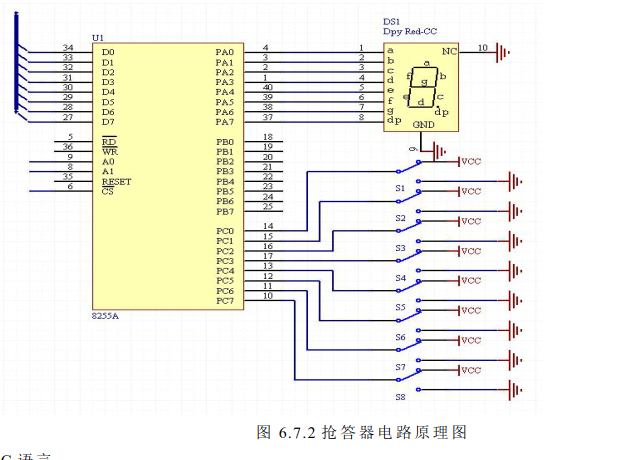 DS1
Dpy Red-CC
U1
34 D0 PA0 4 1 a NC 10
33 D1 PA1 3 2 b
32 D2 PA2 2 3 c
31 D3 PA3 1 4 d
30 D4 PA4 40 5 e
29 D5 PA5 39 6 f
28 D6 PA6 38 7 g
27 D7 PA7 37 8 dp
a
f b
g
e c
d dp
GND
9
5 RD PB0 18
36 WR PB1 19
9 A0 PB2 20
8 A1 PB3 21
35 RESET PB4 22
6 CS PB5 23
PB6 24
PB7 25
PC0 14
PC1 15
PC2 16
PC3 17
PC4 13
PC5 12
PC6 11
PC7 10
8255A
VCC
S1
VCC
S2
VCC
S3
VCC
S4
VCC
S5
VCC
S6
VCC
S7
VCC
S8
图 6.7.2 抢答器电路原理图
C 语言